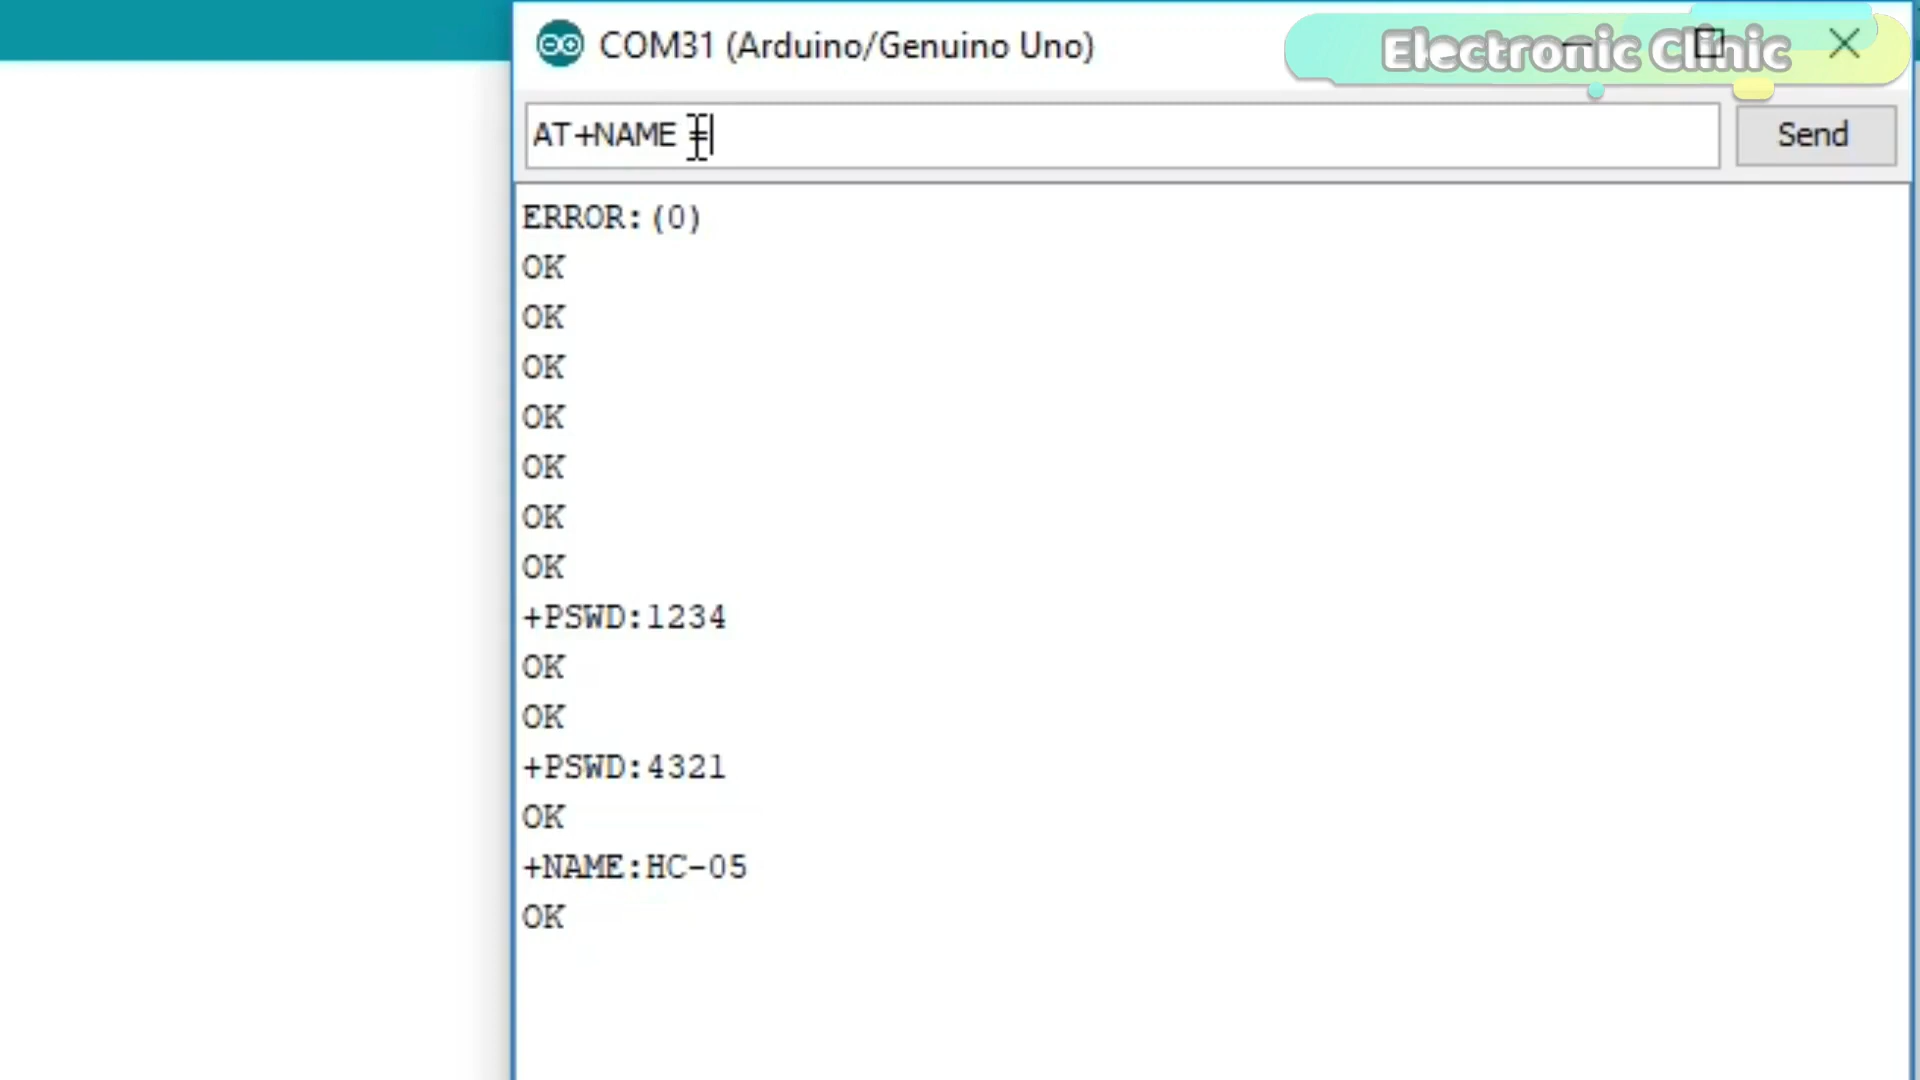 COM31 (Arduino/Genuino Uno)
Electronic Clinic
AT+NAME =
Send
ERROR:(0)
OK
OK
OK
OK
OK
OK
OK
+PSWD:1234
OK
OK
+PSWD:4321
OK
+NAME:HC-05
OK